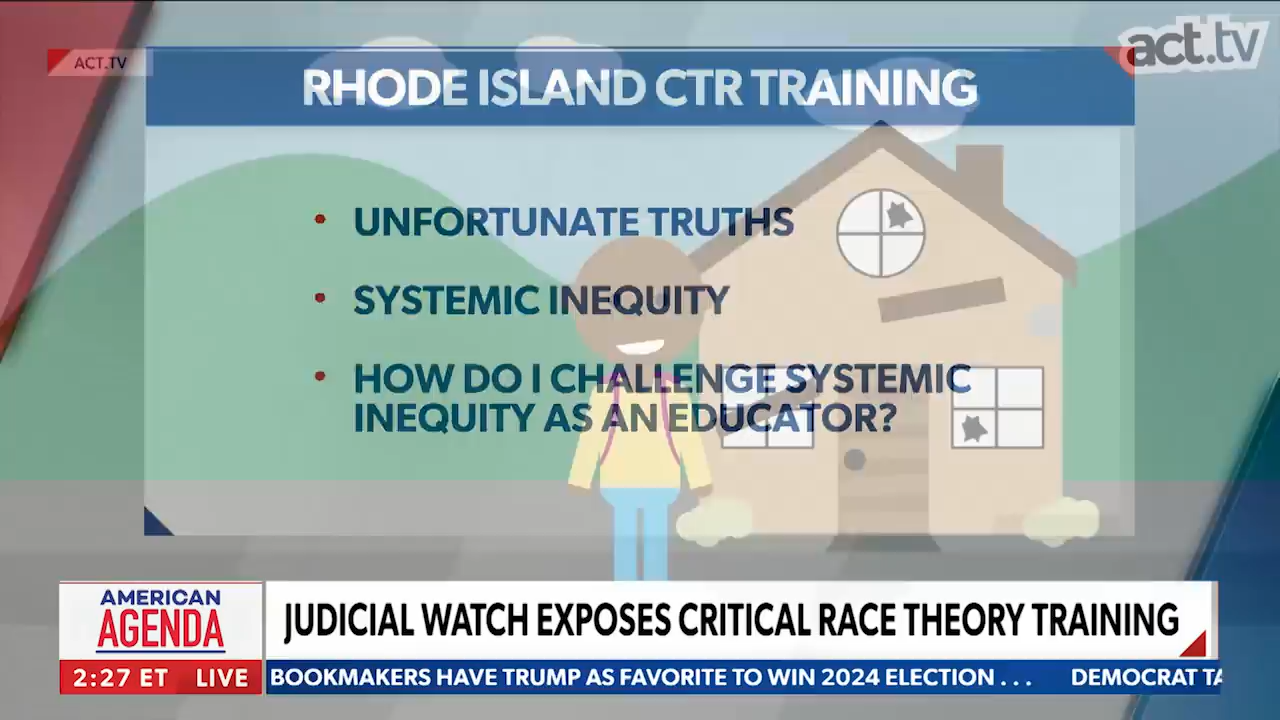 act.tv
ACT.TV
RHODE ISLAND CTR TRAINING
• UNFORTUNATE TRUTHS
• SYSTEMIC INEQUITY
• HOW DO I CHALLENGE SYSTEMIC
INEQUITY AS AN EDUCATOR?
AMERICAN
AGENDA
JUDICIAL WATCH EXPOSES CRITICAL RACE THEORY TRAINING
2:27 ET LIVE
BOOKMAKERS HAVE TRUMP AS FAVORITE TO WIN 2024 ELECTION . . . DEMOCRAT